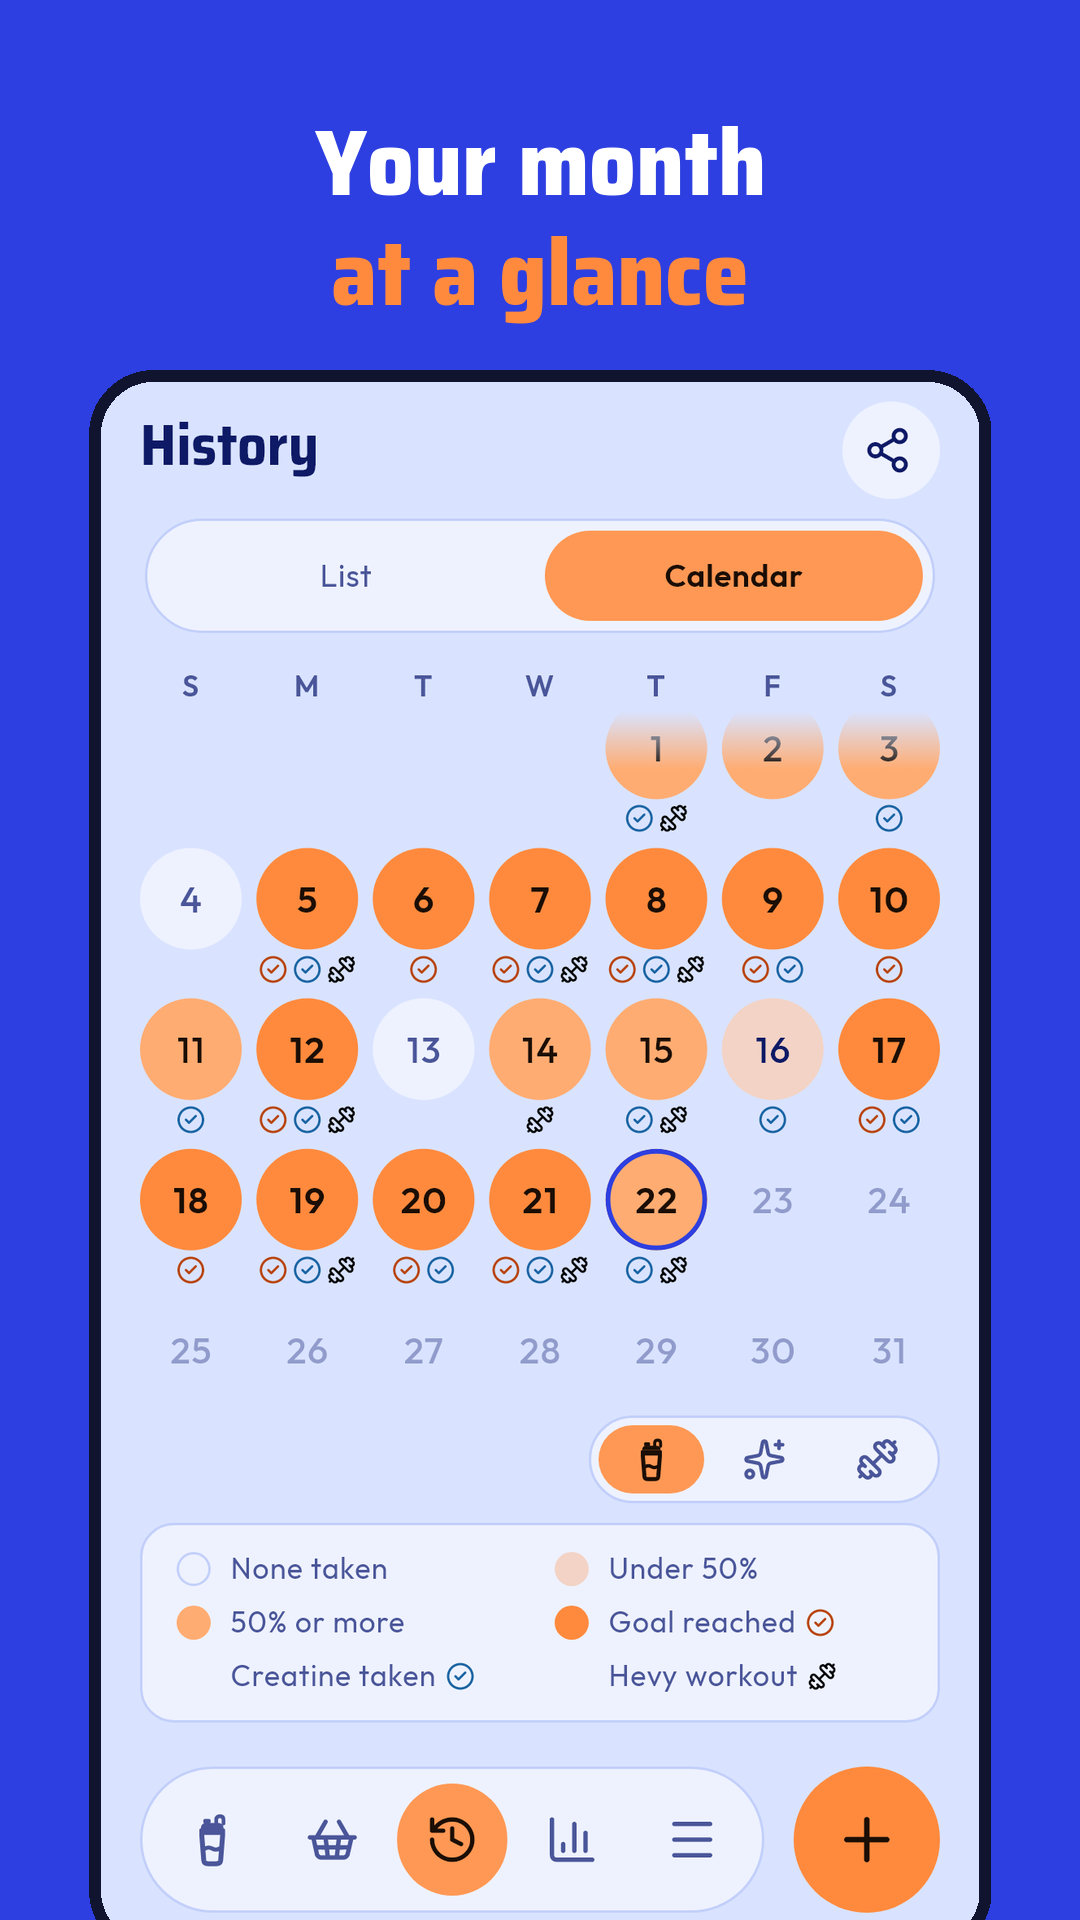 Your month
at a glance
History
List Calendar
S M T W T F S
1 2 3
4 5 6 7 8 9 10
11 12 13 14 15 16 17
18 19 20 21 22 23 24
25 26 27 28 29 30 31
None taken Under 50%
50% or more Goal reached
Creatine taken Hevy workout